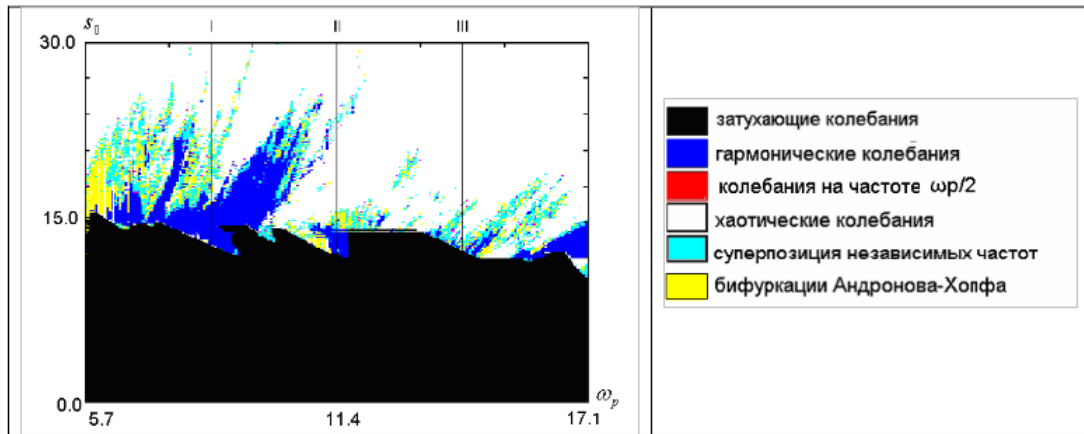 s₀
I II III
30.0
15.0
0.0
5.7 11.4 17.1
ωₚ
затухающие колебания
гармонические колебания
колебания на частоте ωp/2
хаотические колебания
суперпозиция независимых частот
бифуркации Андронова-Хопфа